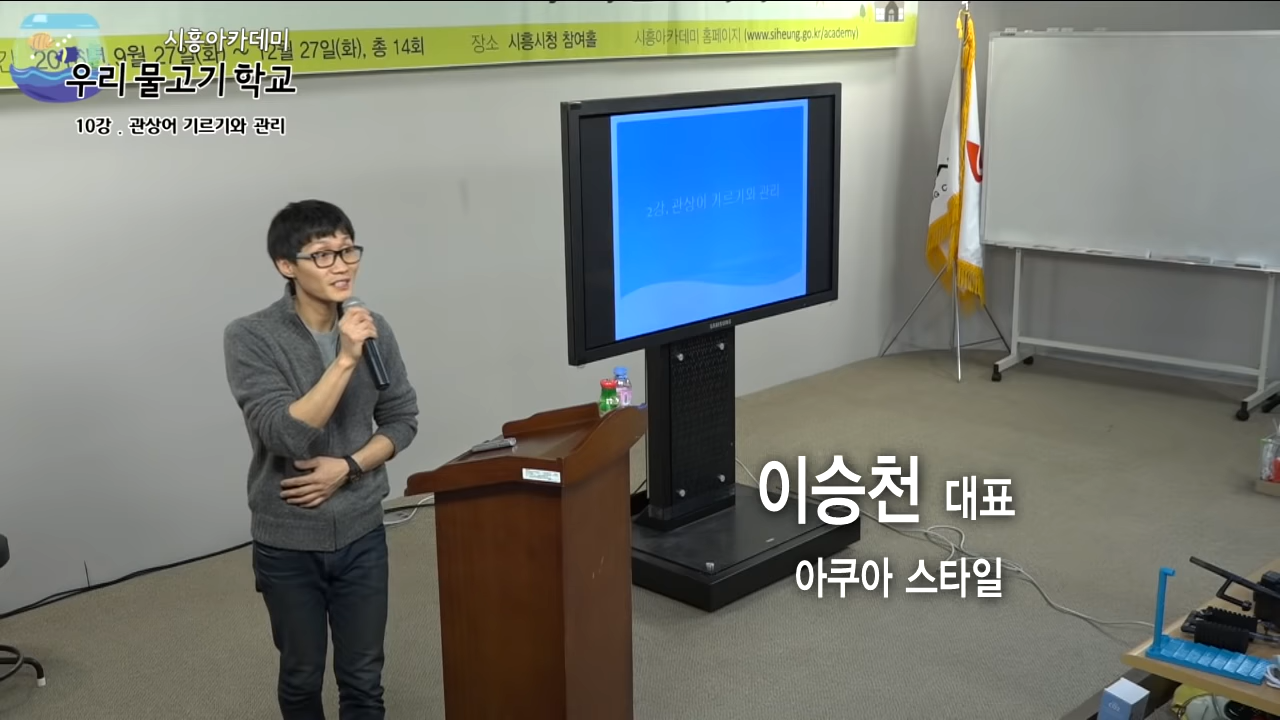 시흥아카데미
우리 물고기 학교
10강 . 관상어 기르기와 관리
9월 27일(화) ~ 12월 27일(화), 총 14회
장소 시흥시청 참여홀
시흥아카데미 홈페이지 (www.siheung.go.kr/academy)
2강. 관상어 기르기와 관리
SAMSUNG
이승천 대표
아쿠아 스타일